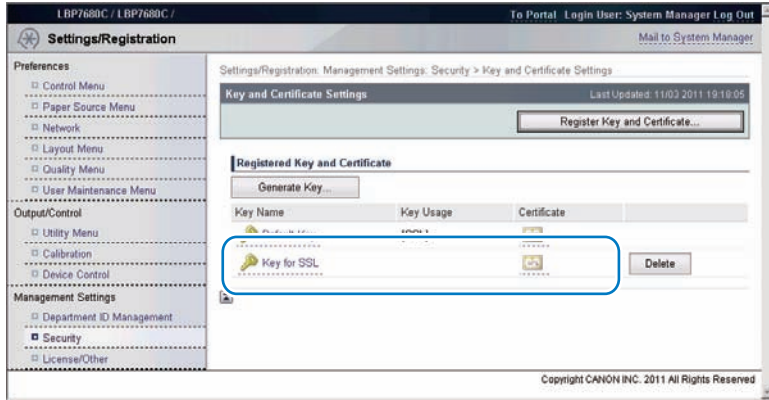 LBP7680C / LBP7680C /
To Portal Login User: System Manager Log Out
Settings/Registration
Mail to System Manager
Preferences
Control Menu
Paper Source Menu
Network
Layout Menu
Quality Menu
User Maintenance Menu
Output/Control
Utility Menu
Calibration
Device Control
Management Settings
Department ID Management
Security
License/Other
Settings/Registration: Management Settings: Security > Key and Certificate Settings
Key and Certificate Settings
Last Updated: 11/03 2011 19:18:05
Register Key and Certificate...
Registered Key and Certificate
Generate Key...
Key Name Key Usage Certificate
Key for SSL
Delete
Copyright CANON INC. 2011 All Rights Reserved